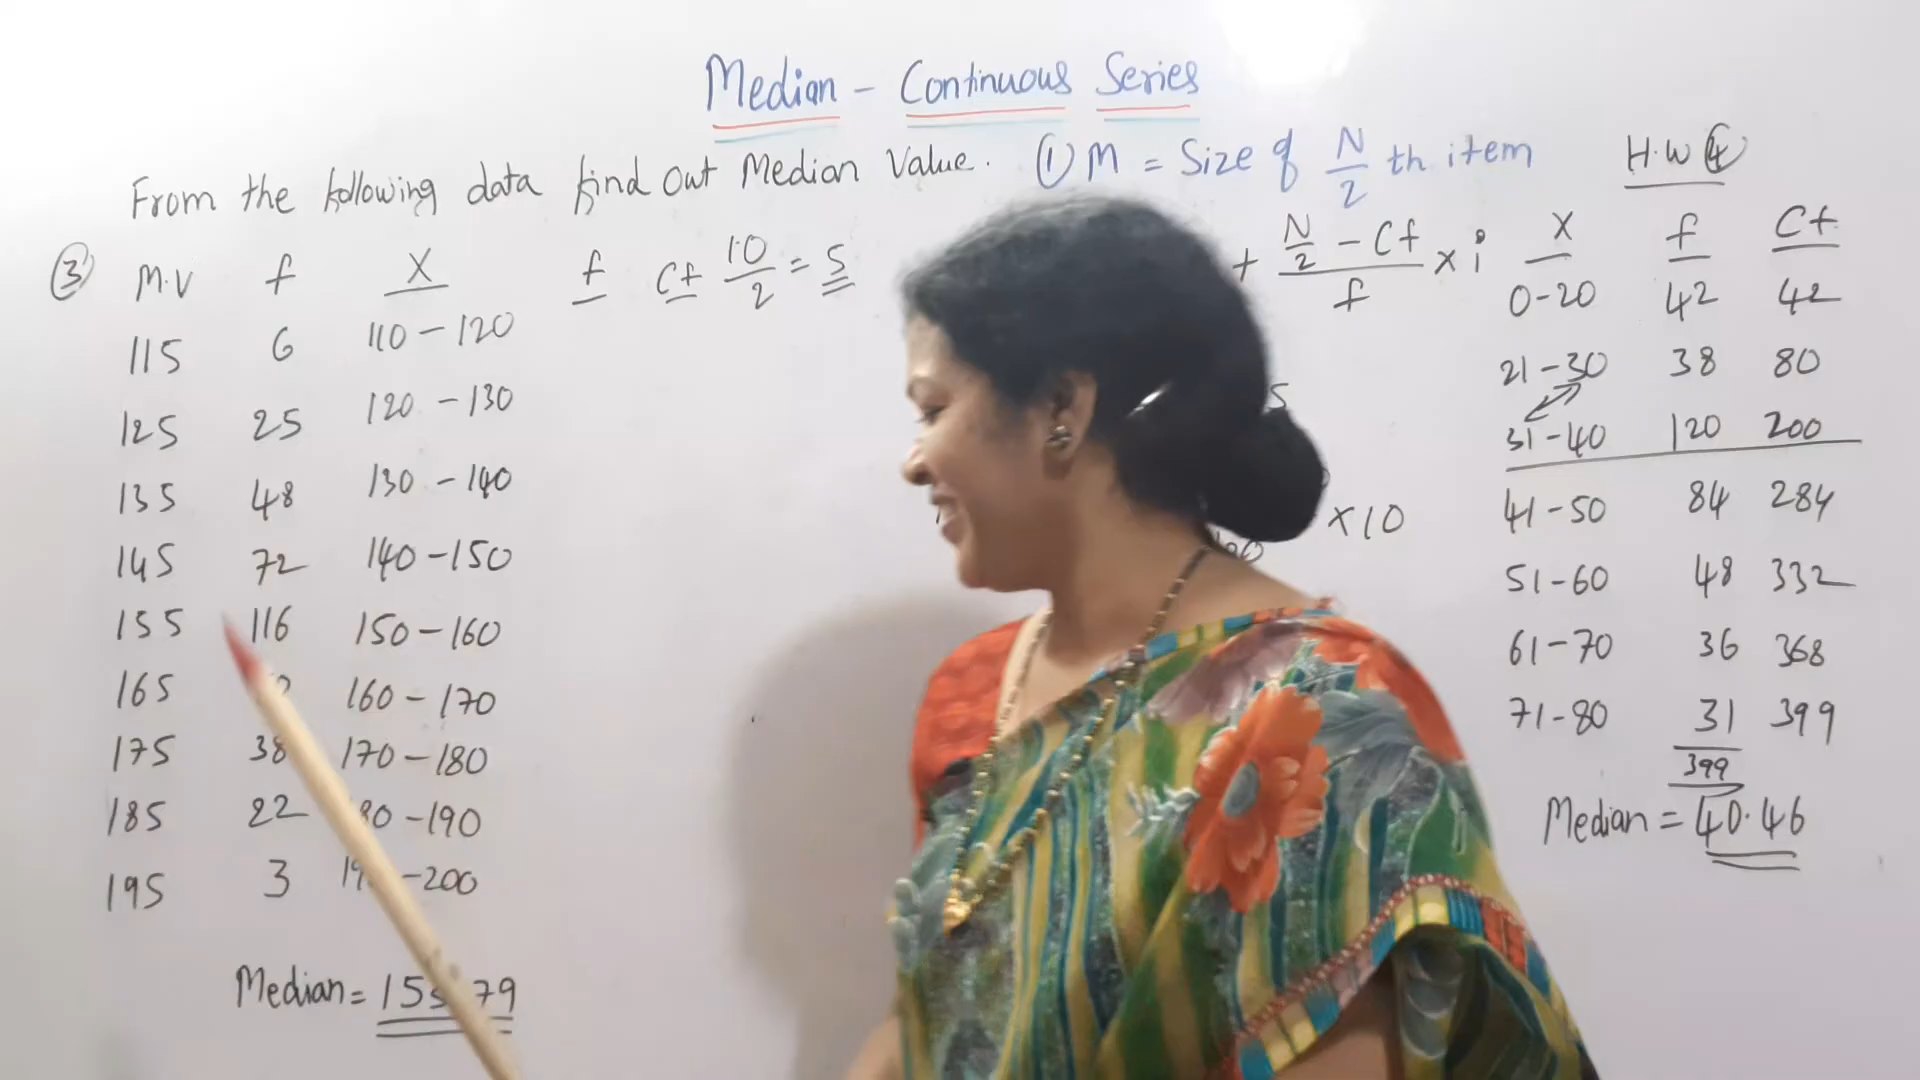 Median - Continuous Series
From the following data find out Median Value.
① M = Size of N/2 th item
+ N/2 - Cf / f × i
③ M.V f X f Cf 10/2 = 5
115 6 110 - 120
125 25 120 - 130
135 48 130 - 140
145 72 140 - 150
155 116 150 - 160
165 160 - 170
175 38 170 - 180
185 22 -190
195 3 -200
Median =
5
×10
H.W ④
X f Cf
0-20 42 42
21-30 38 80
31-40 120 200
41-50 84 284
51-60 48 332
61-70 36 368
71-80 31 399
399
Median = 40.46